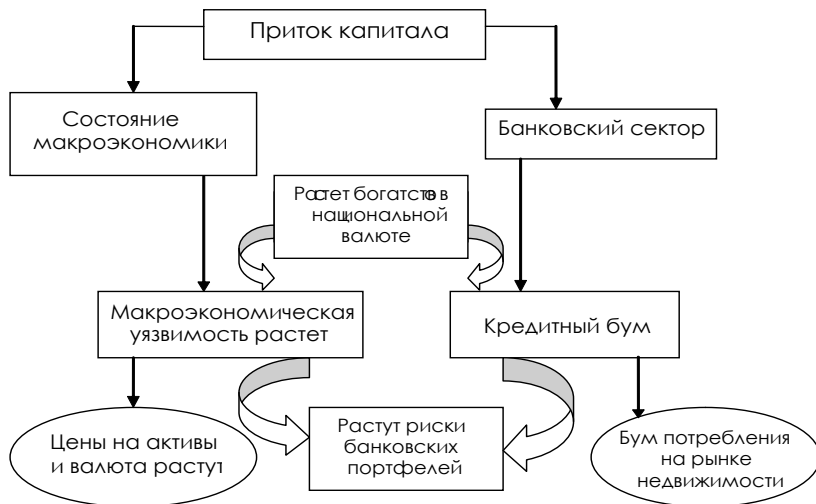 Приток капитала
Состояние
макроэкономики
Банковский сектор
Растет богатство в
национальной
валюте
Макроэкономическая
уязвимость растет
Кредитный бум
Цены на активы
и валюта растут
Растут риски
банковских
портфелей
Бум потребления
на рынке
недвижимости